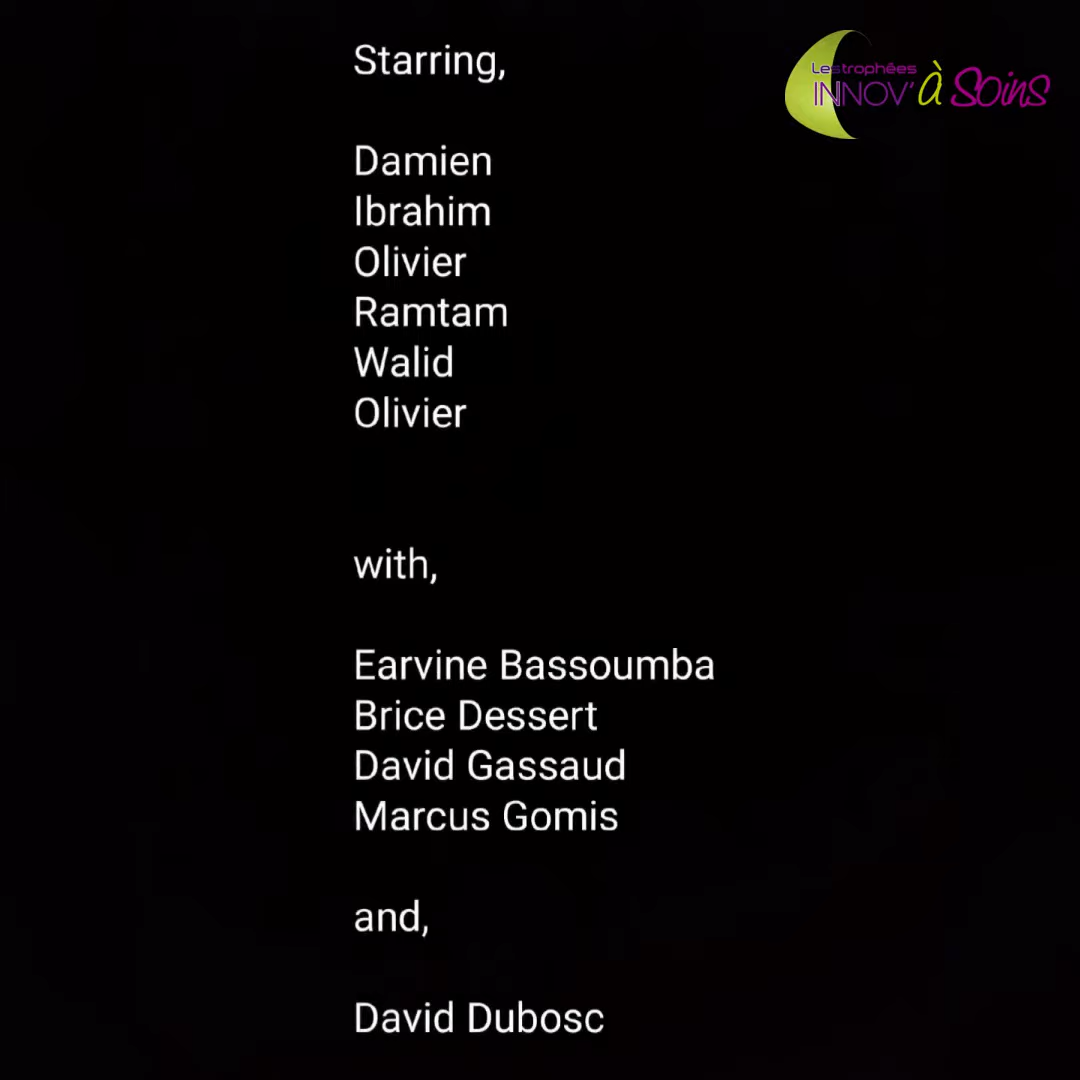 Starring,
Les trophées
INNOV' à Soins
Damien
Ibrahim
Olivier
Ramtam
Walid
Olivier
with,
Earvine Bassoumba
Brice Dessert
David Gassaud
Marcus Gomis
and,
David Dubosc